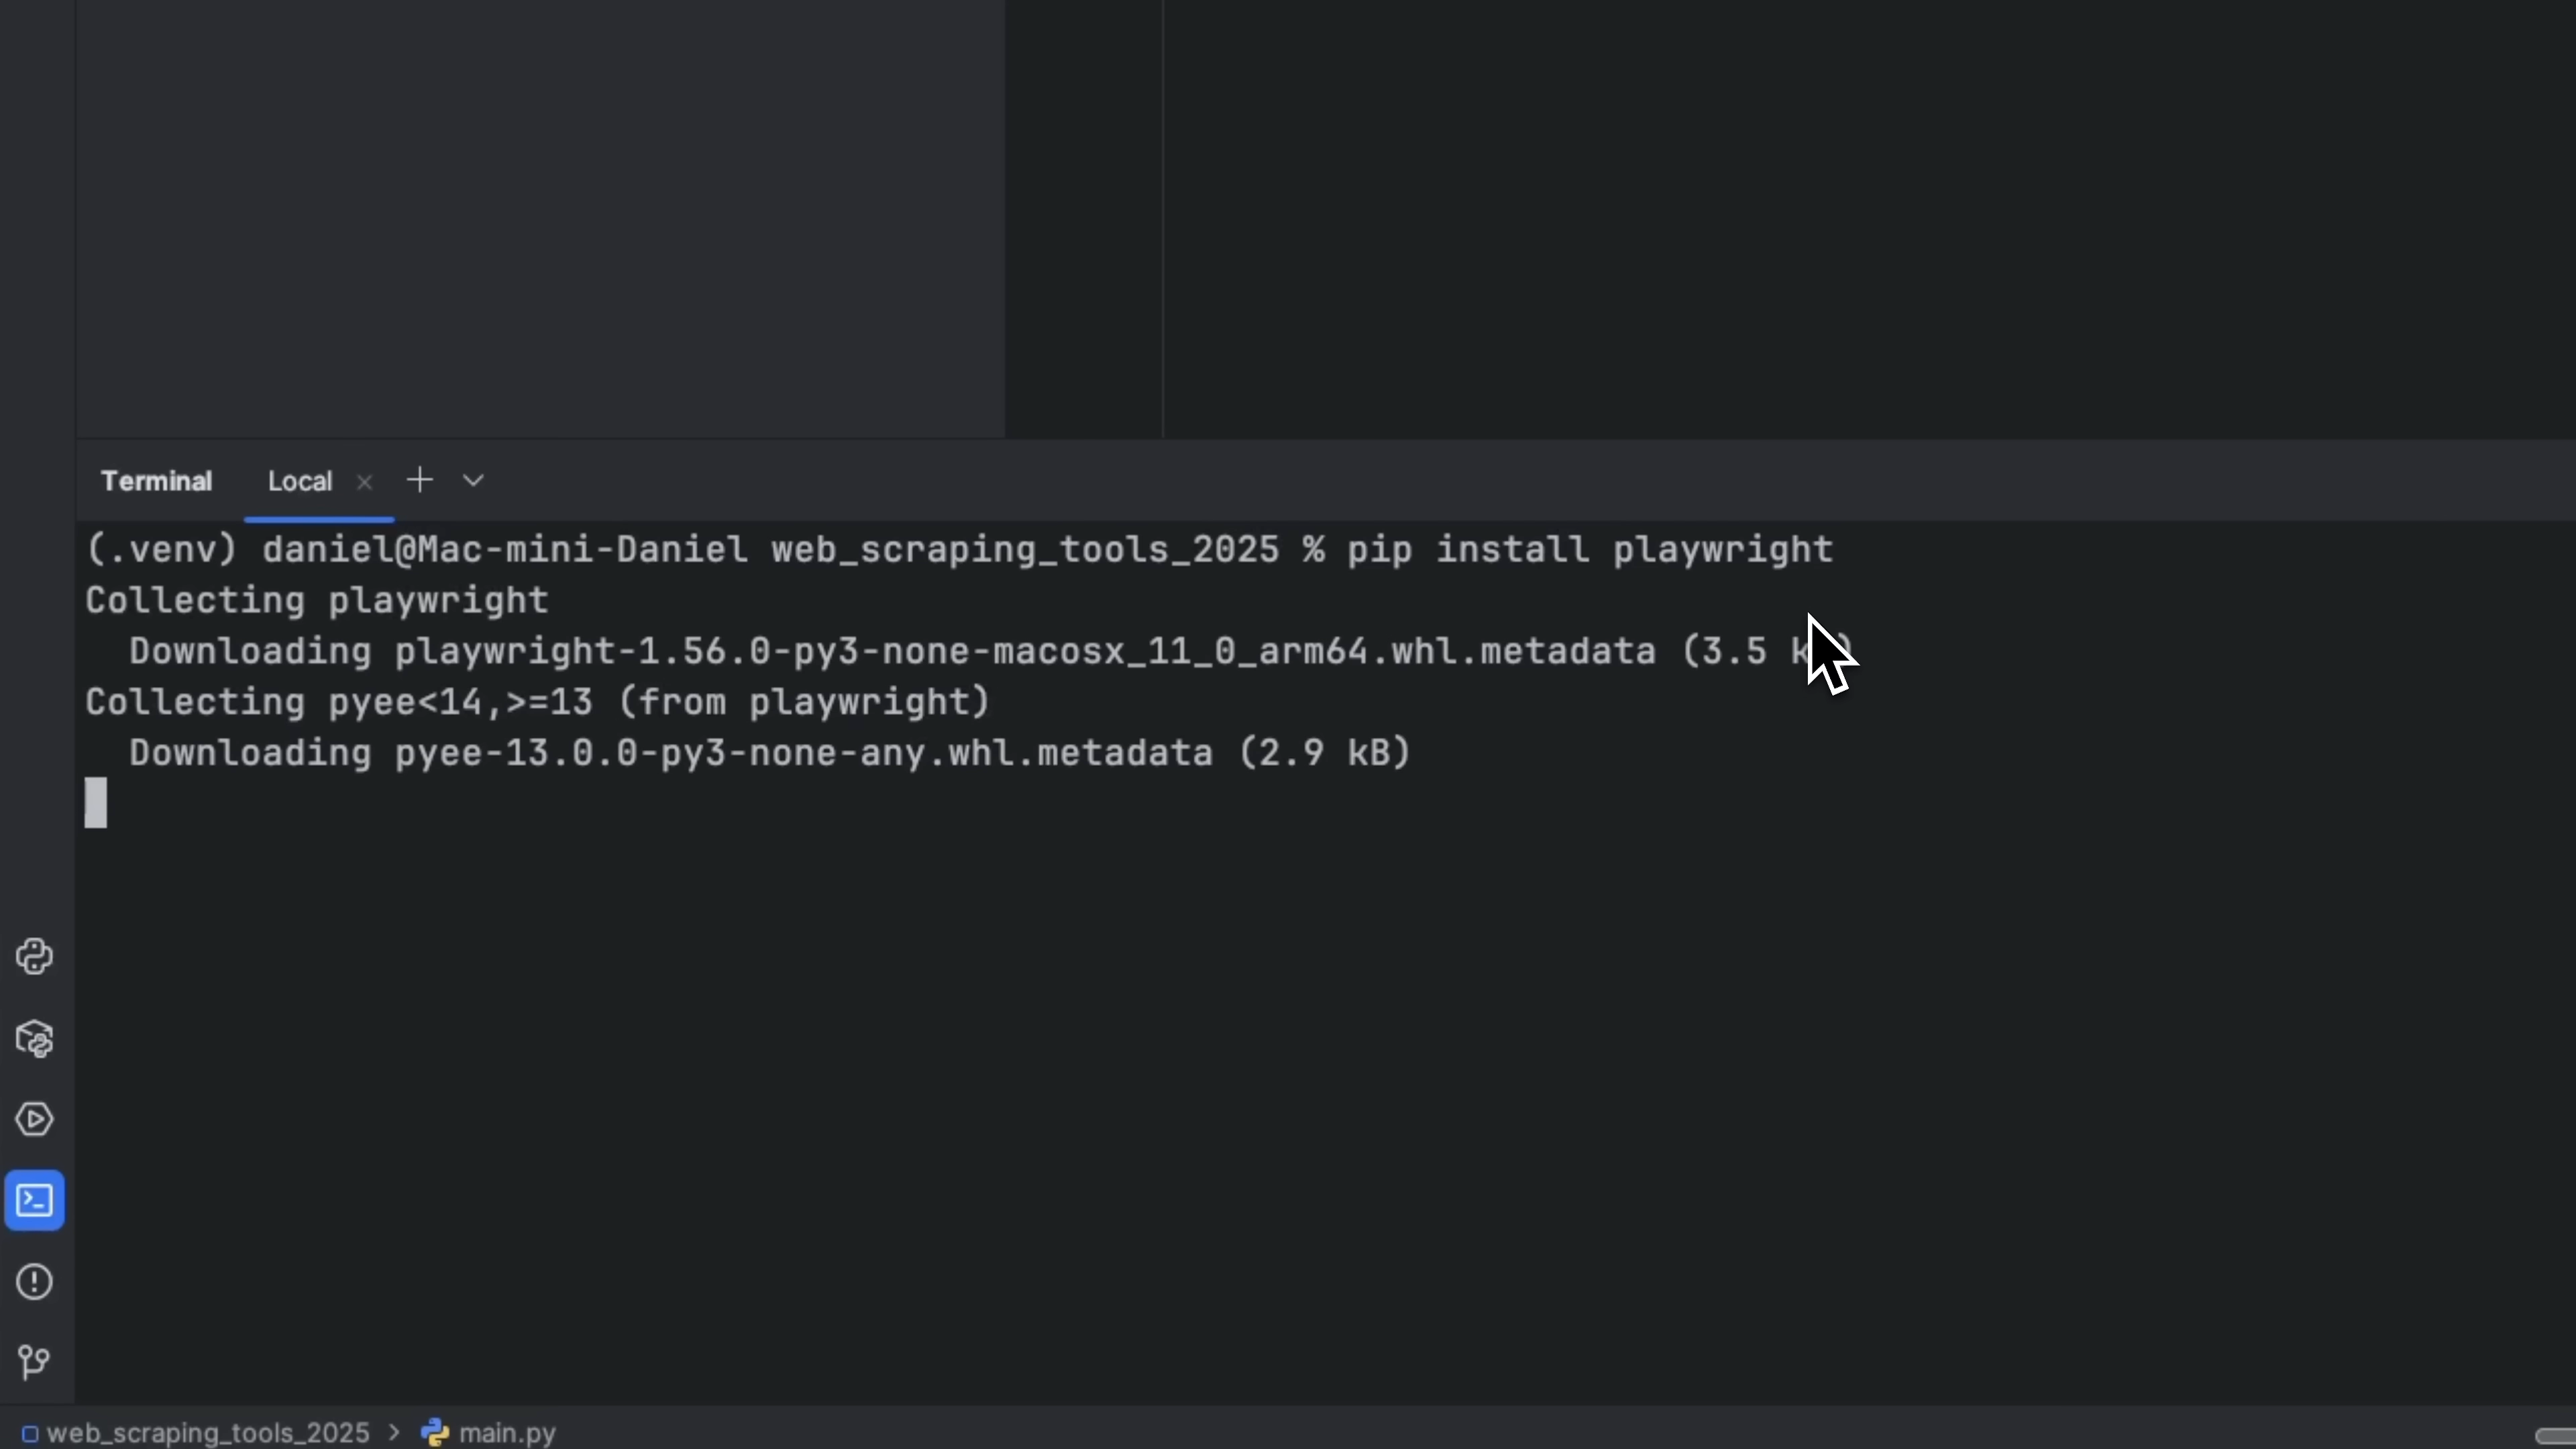 Terminal Local
(.venv) daniel@Mac-mini-Daniel web_scraping_tools_2025 % pip install playwright
Collecting playwright
Downloading playwright-1.56.0-py3-none-macosx_11_0_arm64.whl.metadata (3.5 k
Collecting pyee<14,>=13 (from playwright)
Downloading pyee-13.0.0-py3-none-any.whl.metadata (2.9 kB)
web_scraping_tools_2025 > main.py